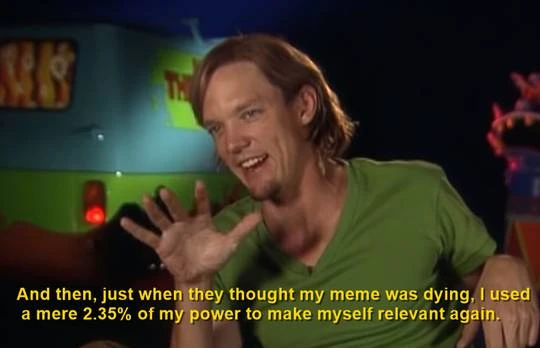 TH
And then, just when they thought my meme was dying, I used
a mere 2.35% of my power to make myself relevant again.